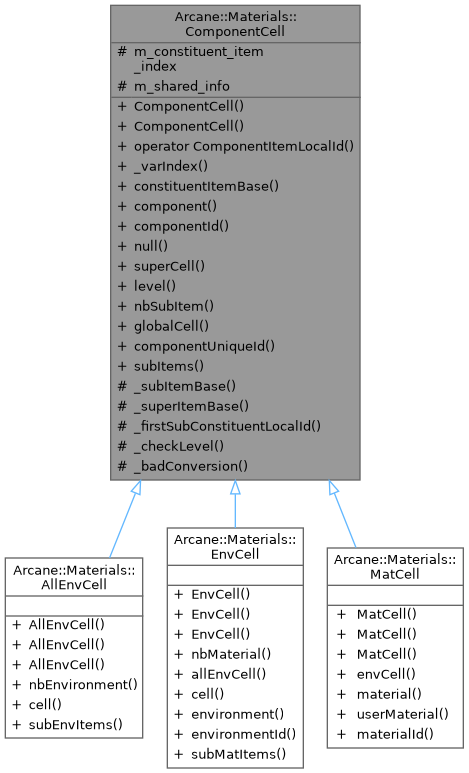 Arcane::Materials::
ComponentCell
# m_constituent_item
_index
# m_shared_info
+ ComponentCell()
+ ComponentCell()
+ operator ComponentItemLocalId()
+ _varIndex()
+ constituentItemBase()
+ component()
+ componentId()
+ null()
+ superCell()
+ level()
+ nbSubItem()
+ globalCell()
+ componentUniqueId()
+ subItems()
# _subItemBase()
# _superItemBase()
# _firstSubConstituentLocalId()
# _checkLevel()
# _badConversion()
Arcane::Materials::
AllEnvCell
+ AllEnvCell()
+ AllEnvCell()
+ AllEnvCell()
+ nbEnvironment()
+ cell()
+ subEnvItems()
Arcane::Materials::
EnvCell
+ EnvCell()
+ EnvCell()
+ EnvCell()
+ nbMaterial()
+ allEnvCell()
+ cell()
+ environment()
+ environmentId()
+ subMatItems()
Arcane::Materials::
MatCell
+ MatCell()
+ MatCell()
+ MatCell()
+ envCell()
+ material()
+ userMaterial()
+ materialId()